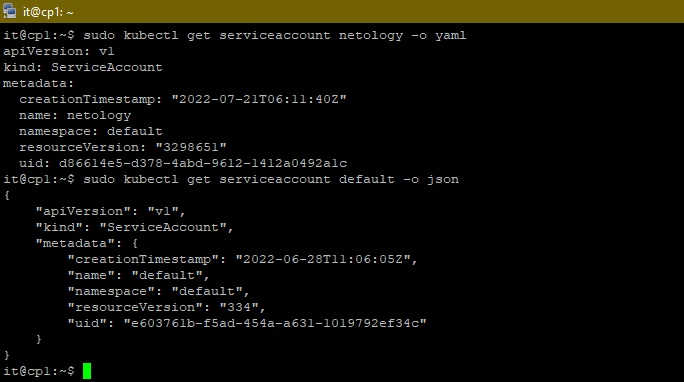 it@cp1: ~
it@cp1:~$ sudo kubectl get serviceaccount netology -o yaml
apiVersion: v1
kind: ServiceAccount
metadata:
  creationTimestamp: "2022-07-21T06:11:40Z"
  name: netology
  namespace: default
  resourceVersion: "3298651"
  uid: d86614e5-d378-4abd-9612-1412a0492a1c
it@cp1:~$ sudo kubectl get serviceaccount default -o json
{
    "apiVersion": "v1",
    "kind": "ServiceAccount",
    "metadata": {
        "creationTimestamp": "2022-06-28T11:06:05Z",
        "name": "default",
        "namespace": "default",
        "resourceVersion": "334",
        "uid": "e603761b-f5ad-454a-a631-1019792ef34c"
    }
}
it@cp1:~$